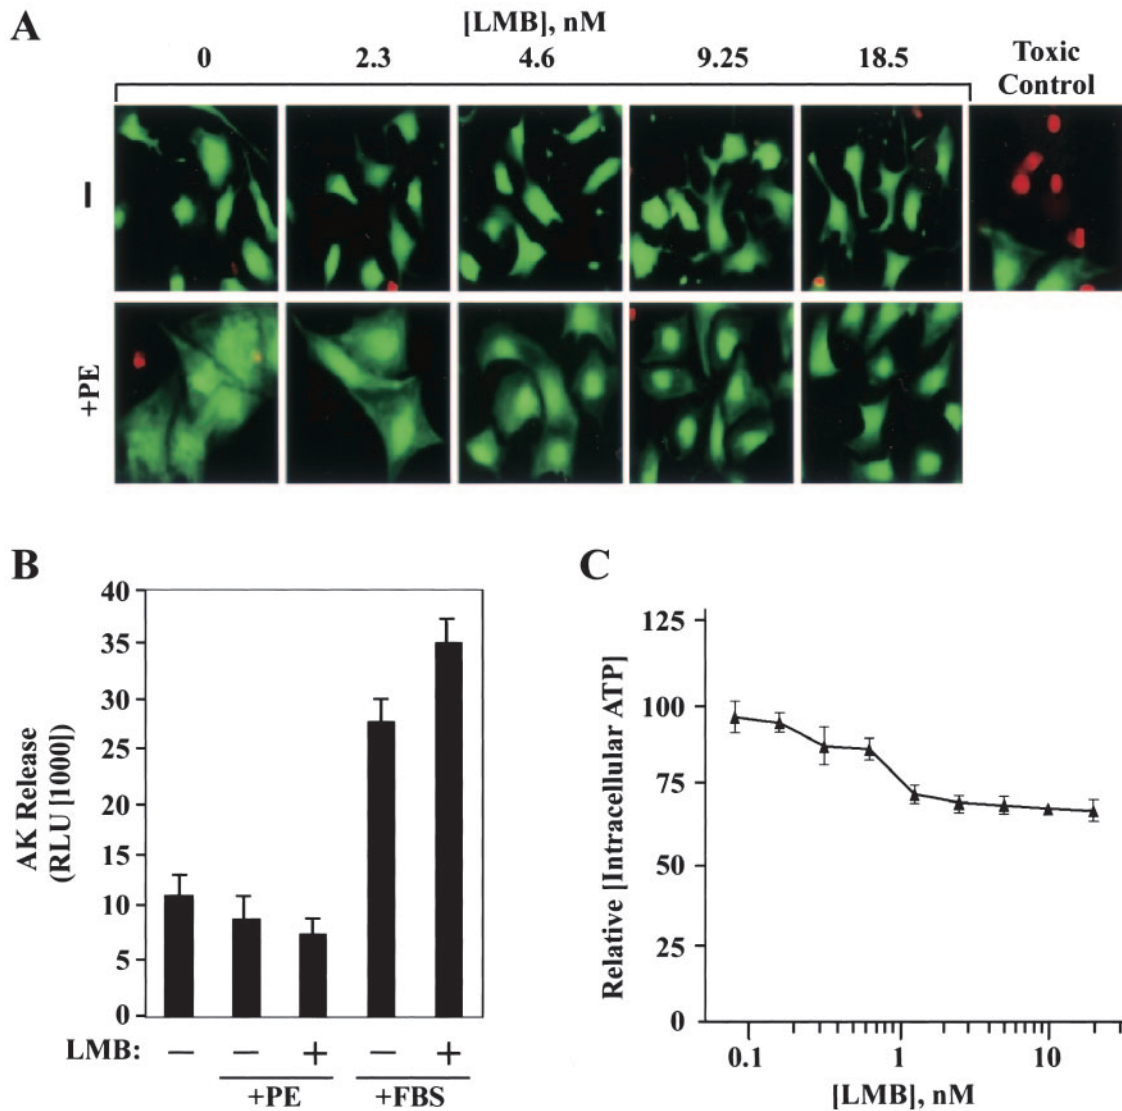 A
[LMB], nM
0 2.3 4.6 9.25 18.5 Toxic Control
–
+PE
B
AK Release
(RLU [1000])
40
35
30
25
20
15
10
5
0
LMB: – – + – +
+PE +FBS
C
Relative [Intracellular ATP]
125
100
75
50
25
0
0.1 1 10
[LMB], nM